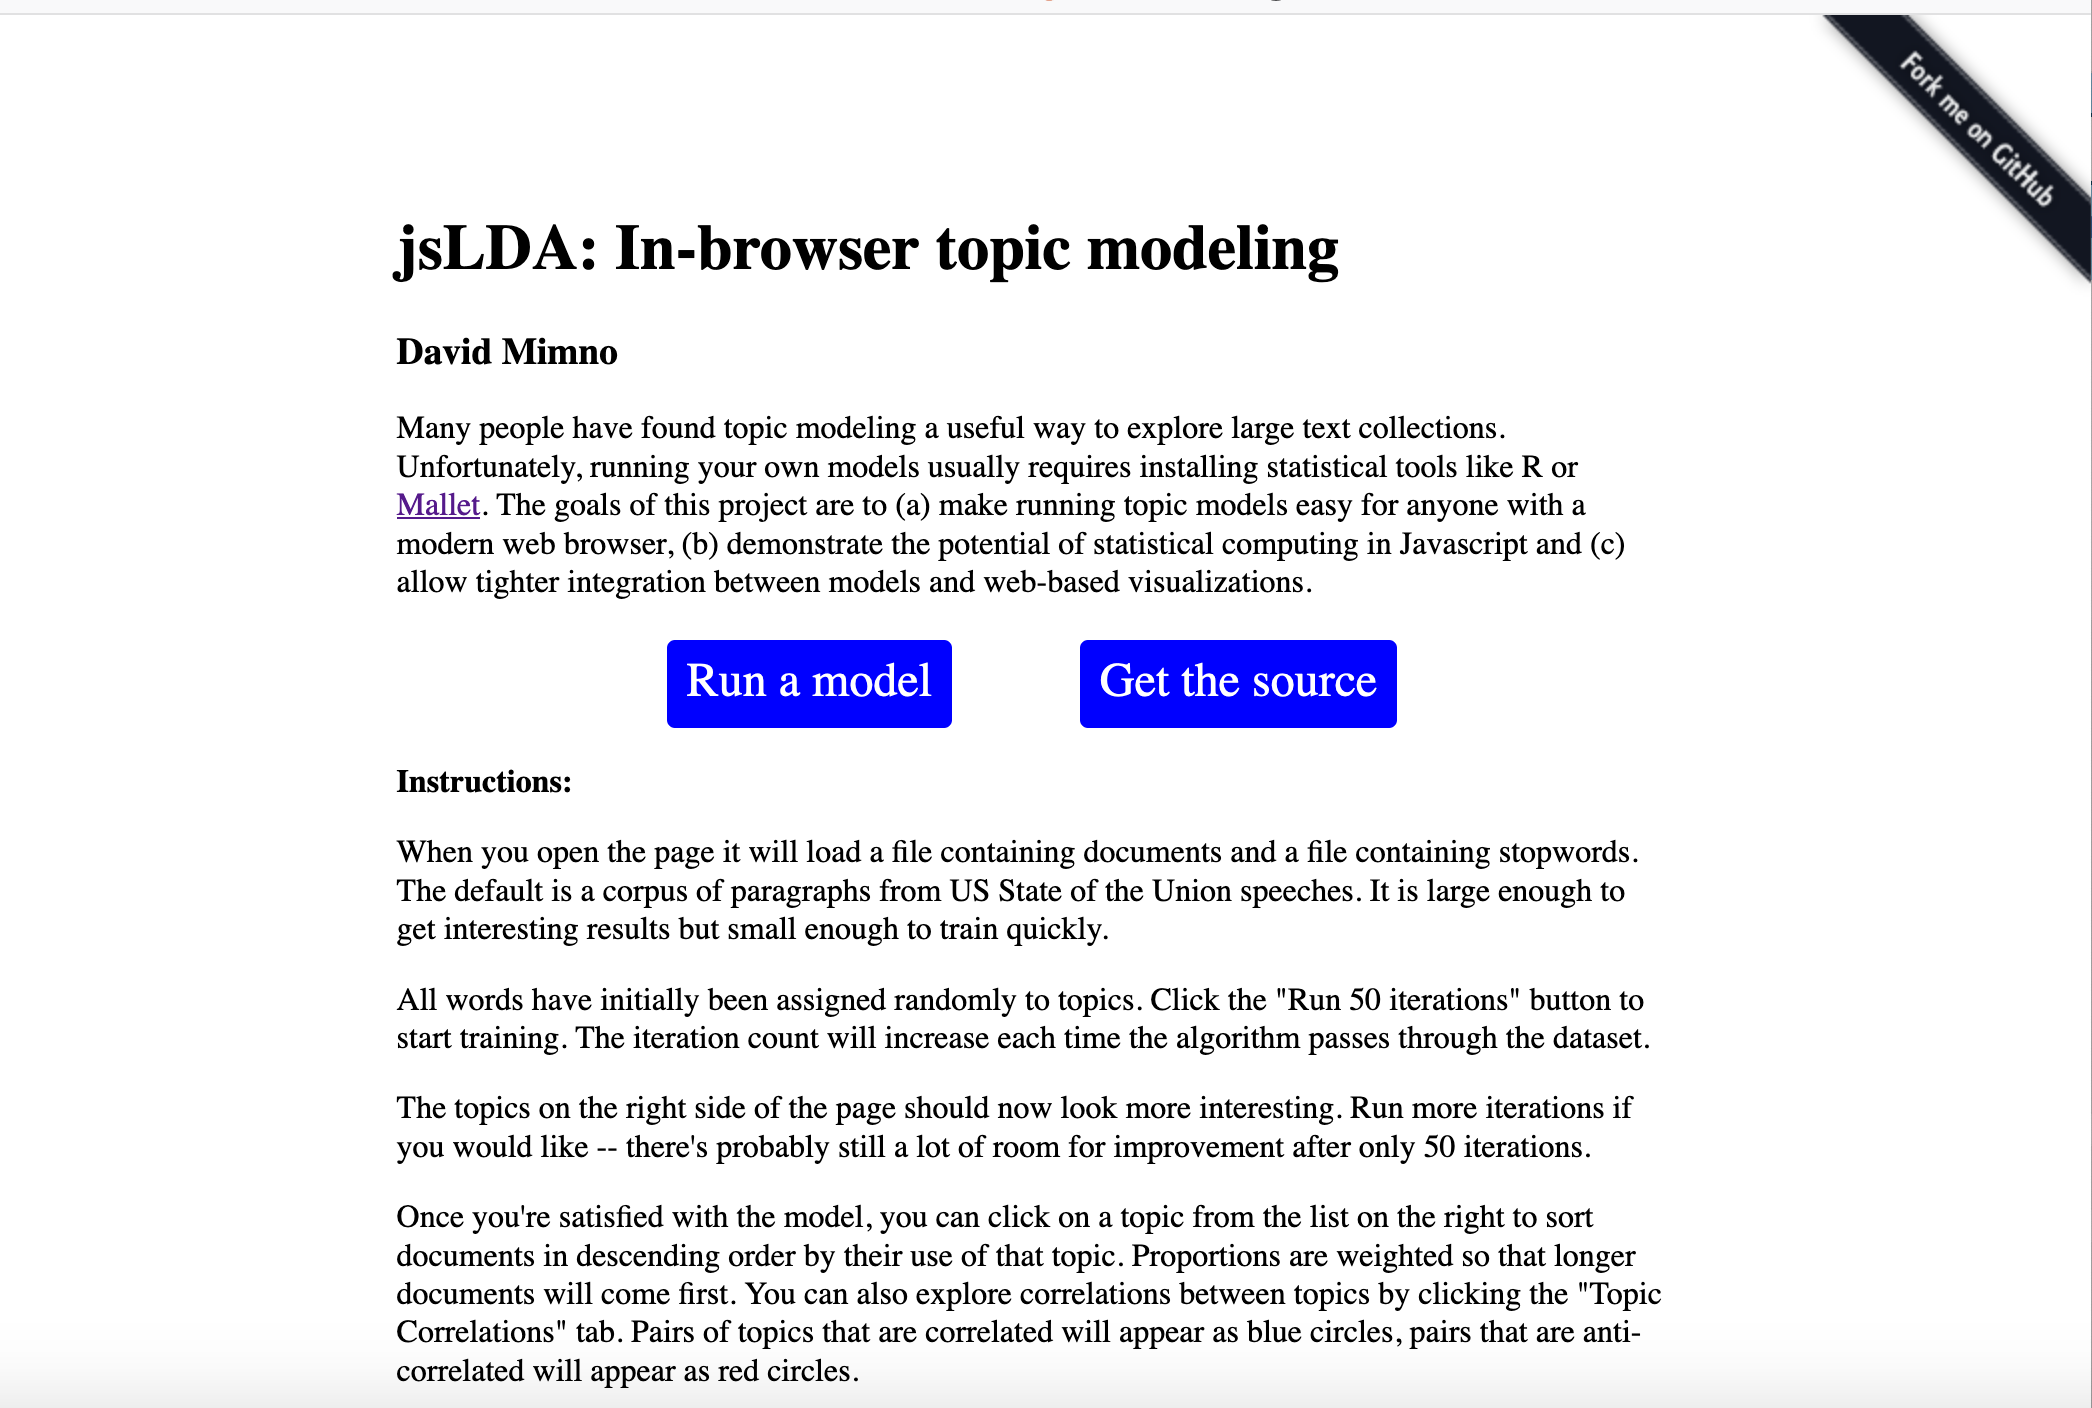 Fork me on GitHub
jsLDA: In-browser topic modeling
David Mimno
Many people have found topic modeling a useful way to explore large text collections.
Unfortunately, running your own models usually requires installing statistical tools like R or
Mallet. The goals of this project are to (a) make running topic models easy for anyone with a
modern web browser, (b) demonstrate the potential of statistical computing in Javascript and (c)
allow tighter integration between models and web-based visualizations.
Run a model
Get the source
Instructions:
When you open the page it will load a file containing documents and a file containing stopwords.
The default is a corpus of paragraphs from US State of the Union speeches. It is large enough to
get interesting results but small enough to train quickly.
All words have initially been assigned randomly to topics. Click the "Run 50 iterations" button to
start training. The iteration count will increase each time the algorithm passes through the dataset.
The topics on the right side of the page should now look more interesting. Run more iterations if
you would like -- there's probably still a lot of room for improvement after only 50 iterations.
Once you're satisfied with the model, you can click on a topic from the list on the right to sort
documents in descending order by their use of that topic. Proportions are weighted so that longer
documents will come first. You can also explore correlations between topics by clicking the "Topic
Correlations" tab. Pairs of topics that are correlated will appear as blue circles, pairs that are anti-
correlated will appear as red circles.